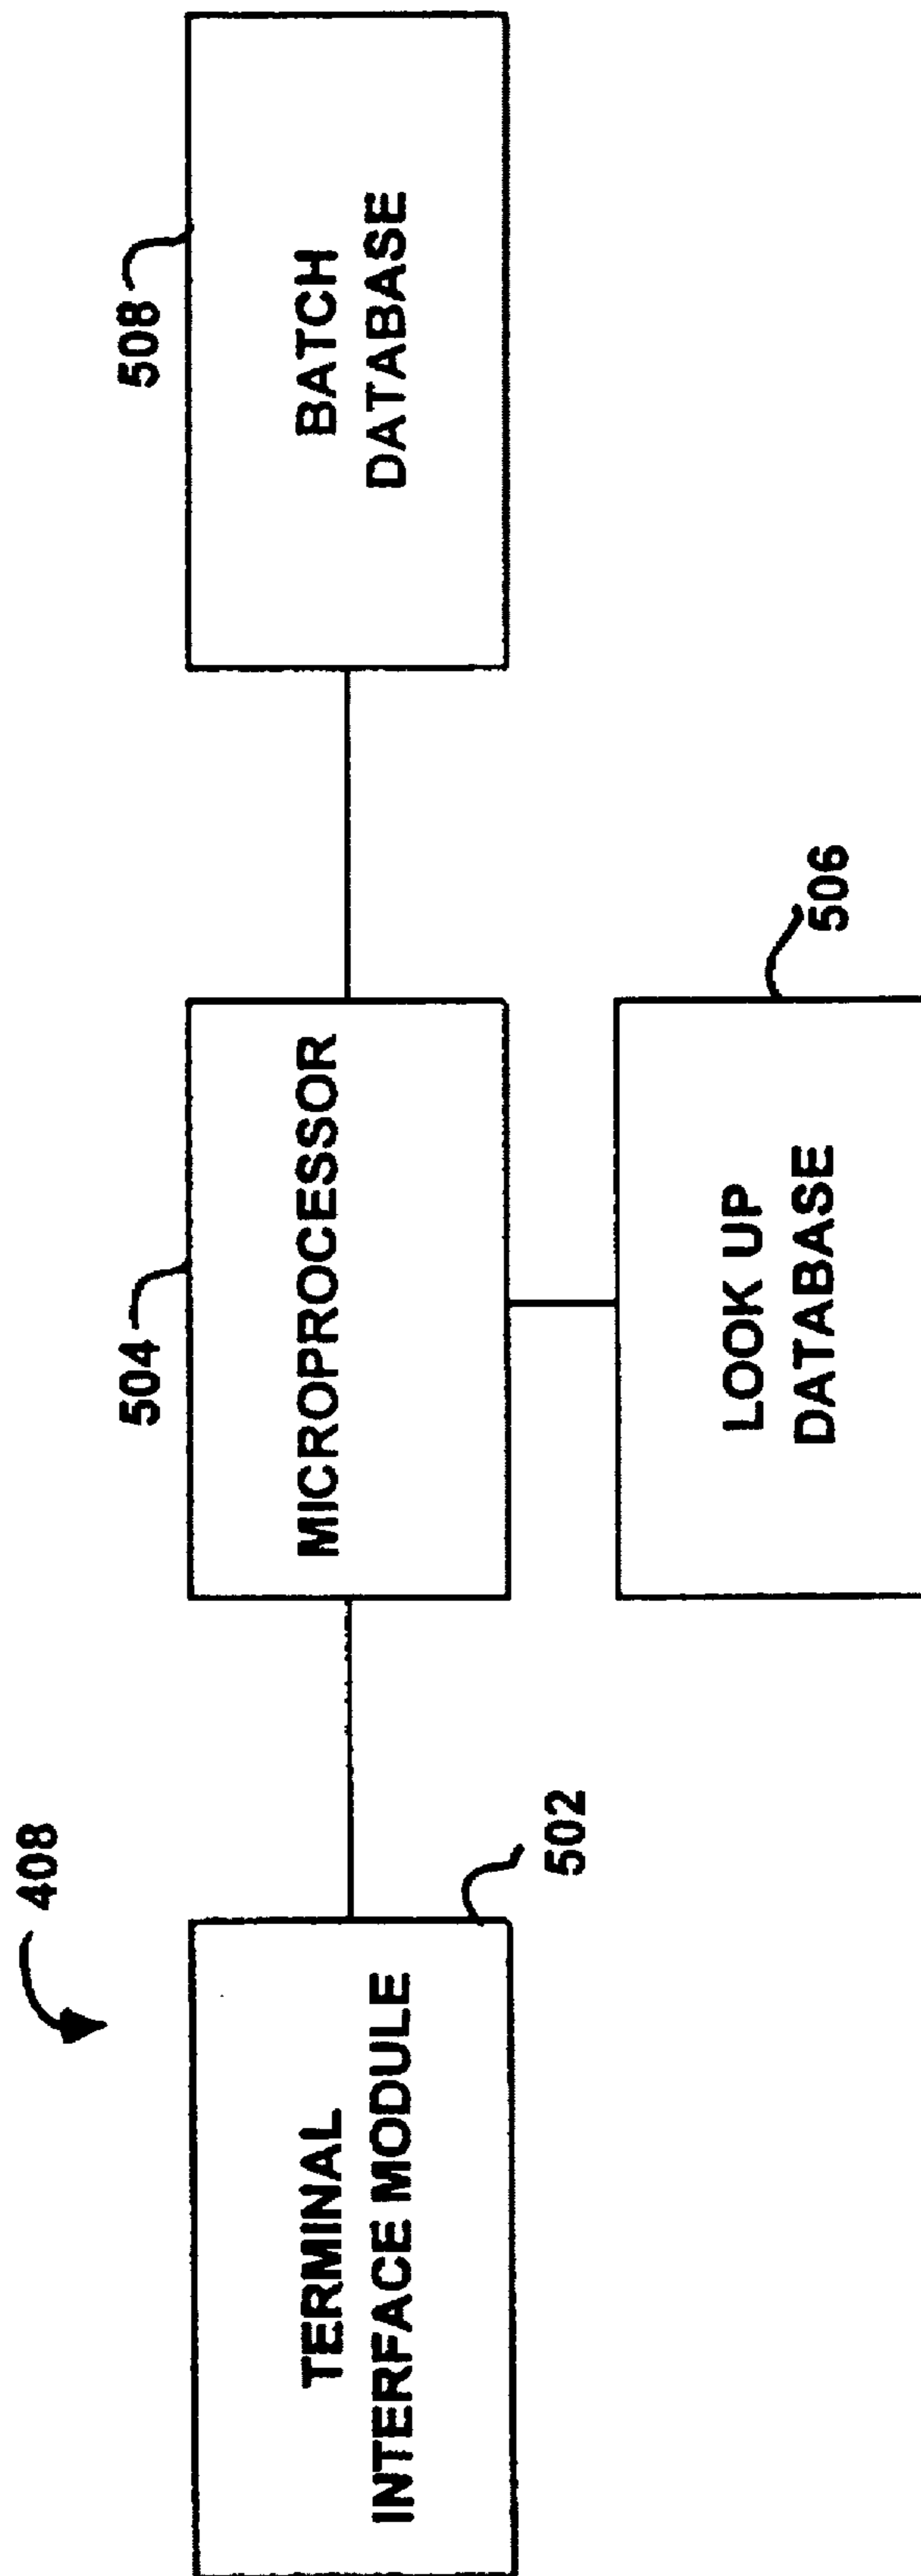 408
TERMINAL
INTERFACE MODULE
502
504
MICROPROCESSOR
LOOK UP
DATABASE
506
508
BATCH
DATABASE